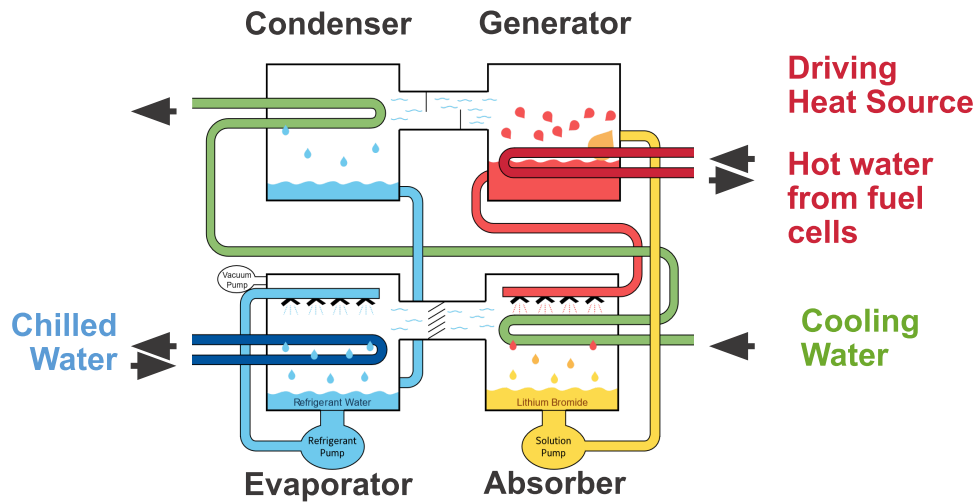 Condenser
Generator
Driving
Heat Source
Hot water
from fuel
cells
Vacuum
Pump
Chilled
Water
Cooling
Water
Refrigerant Water
Lithium Bromide
Refrigerant
Pump
Solution
Pump
Evaporator
Absorber